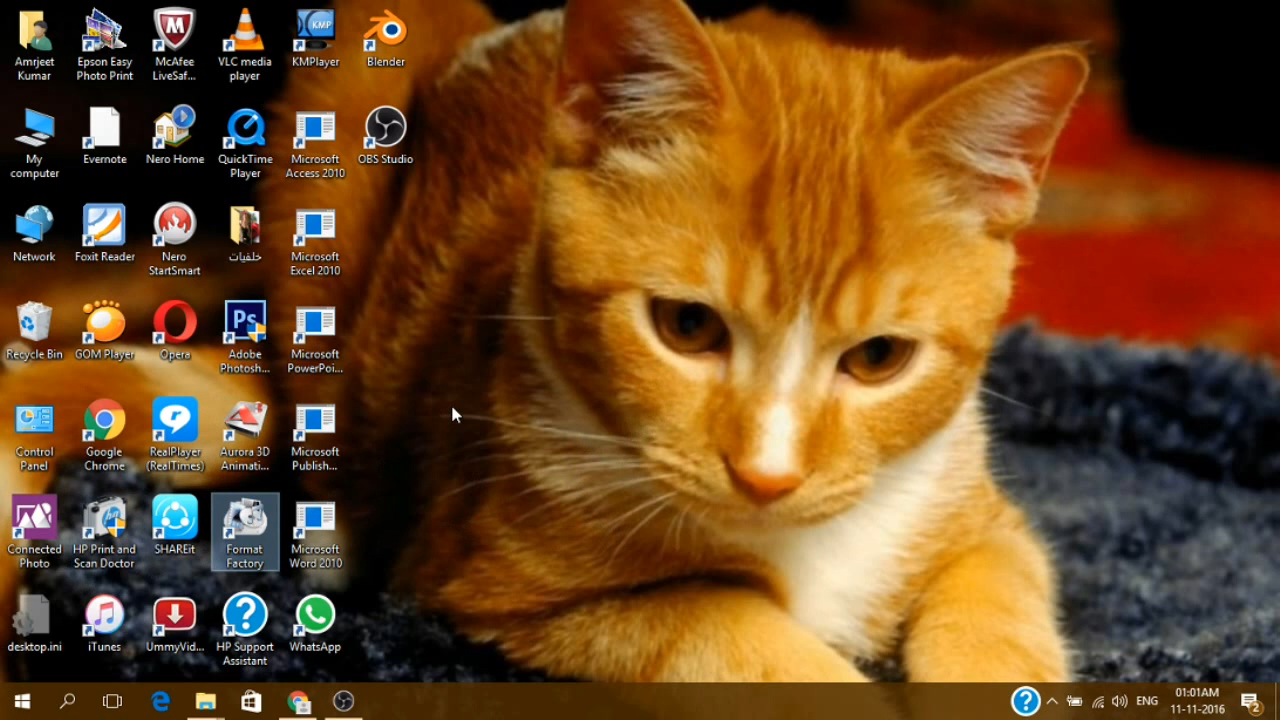 Amrjeet
Kumar
Epson Easy
Photo Print
McAfee
LiveSaf...
VLC media
player
KMP
KMPlayer
Blender
My
computer
Evernote
Nero Home
QuickTime
Player
Microsoft
Access 2010
OBS Studio
Network
Foxit Reader
Nero
StartSmart
خلفيات
Microsoft
Excel 2010
Recycle Bin
GOM Player
Opera
Ps
Adobe
Photosh...
Microsoft
PowerPoi...
Control
Panel
Google
Chrome
RealPlayer
(RealTimes)
Aurora 3D
Animati...
Microsoft
Publish...
Connected
Photo
HP Print and
Scan Doctor
SHAREit
Format
Factory
Microsoft
Word 2010
desktop.ini
iTunes
UmmyVid...
HP Support
Assistant
WhatsApp
ENG
01:01AM
11-11-2016
2